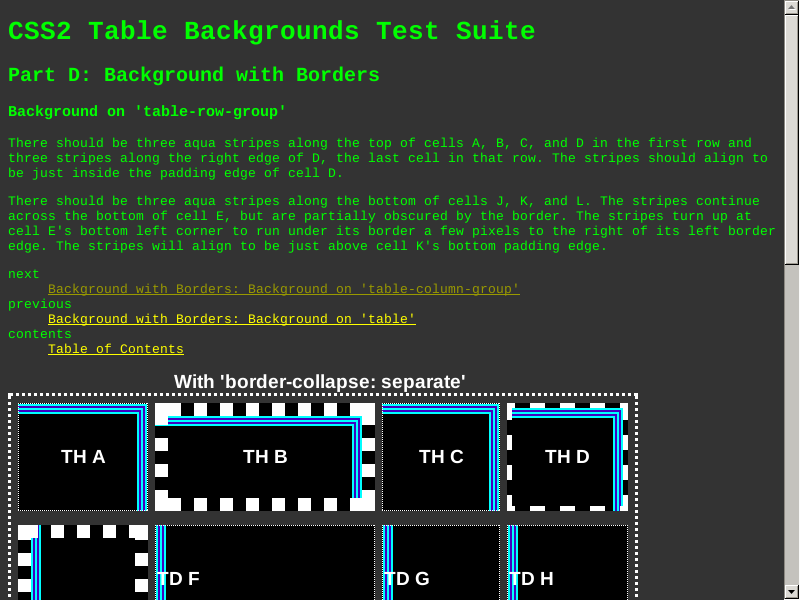 CSS2 Table Backgrounds Test Suite
Part D: Background with Borders
Background on 'table-row-group'
There should be three aqua stripes along the top of cells A, B, C, and D in the first row and
three stripes along the right edge of D, the last cell in that row. The stripes should align to
be just inside the padding edge of cell D.
There should be three aqua stripes along the bottom of cells J, K, and L. The stripes continue
across the bottom of cell E, but are partially obscured by the border. The stripes turn up at
cell E's bottom left corner to run under its border a few pixels to the right of its left border
edge. The stripes will align to be just above cell K's bottom padding edge.
next
Background with Borders: Background on 'table-column-group'
previous
Background with Borders: Background on 'table'
contents
Table of Contents
With 'border-collapse: separate'
TH A TH B TH C TH D
TD F TD G TD H